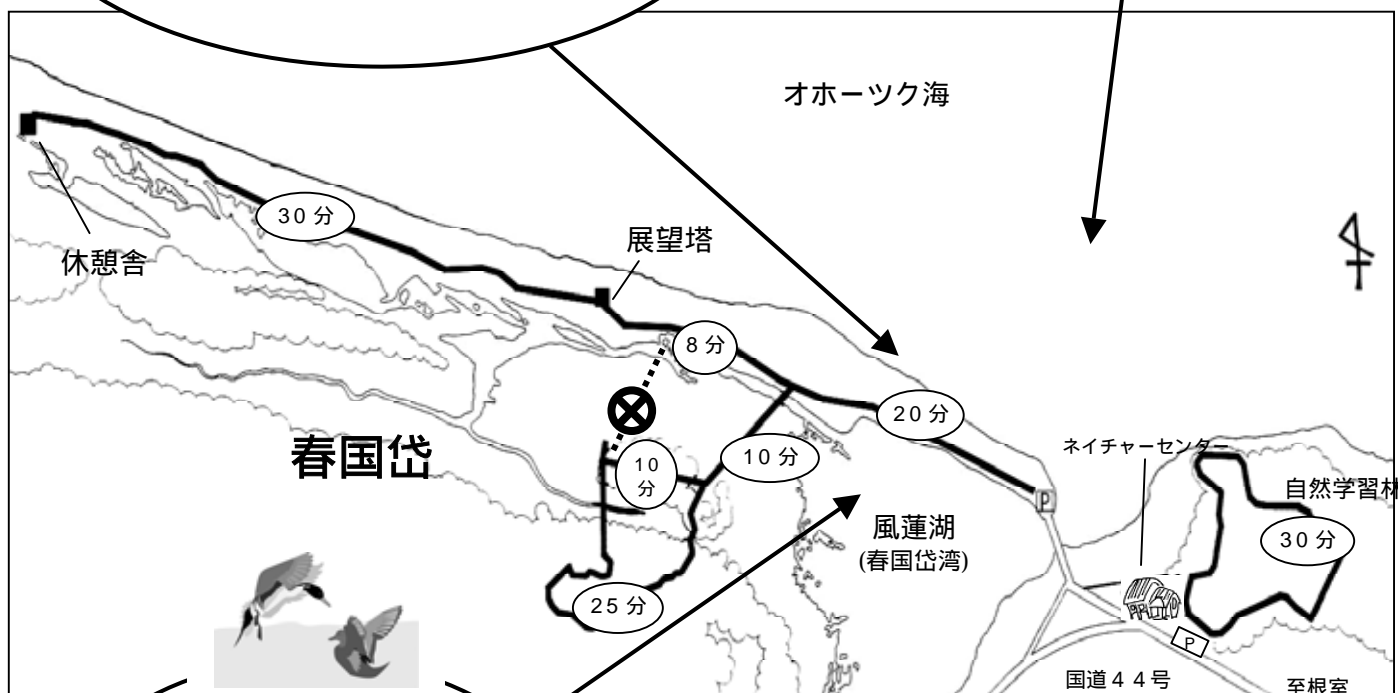 オホーツク海
30分
展望塔
休憩舎
8分
20分
ネイチャーセンター
春国岱
10
分
10分
自然学習林
風蓮湖
(春国岱湾)
30分
25分
P
P
国道44号
至根室